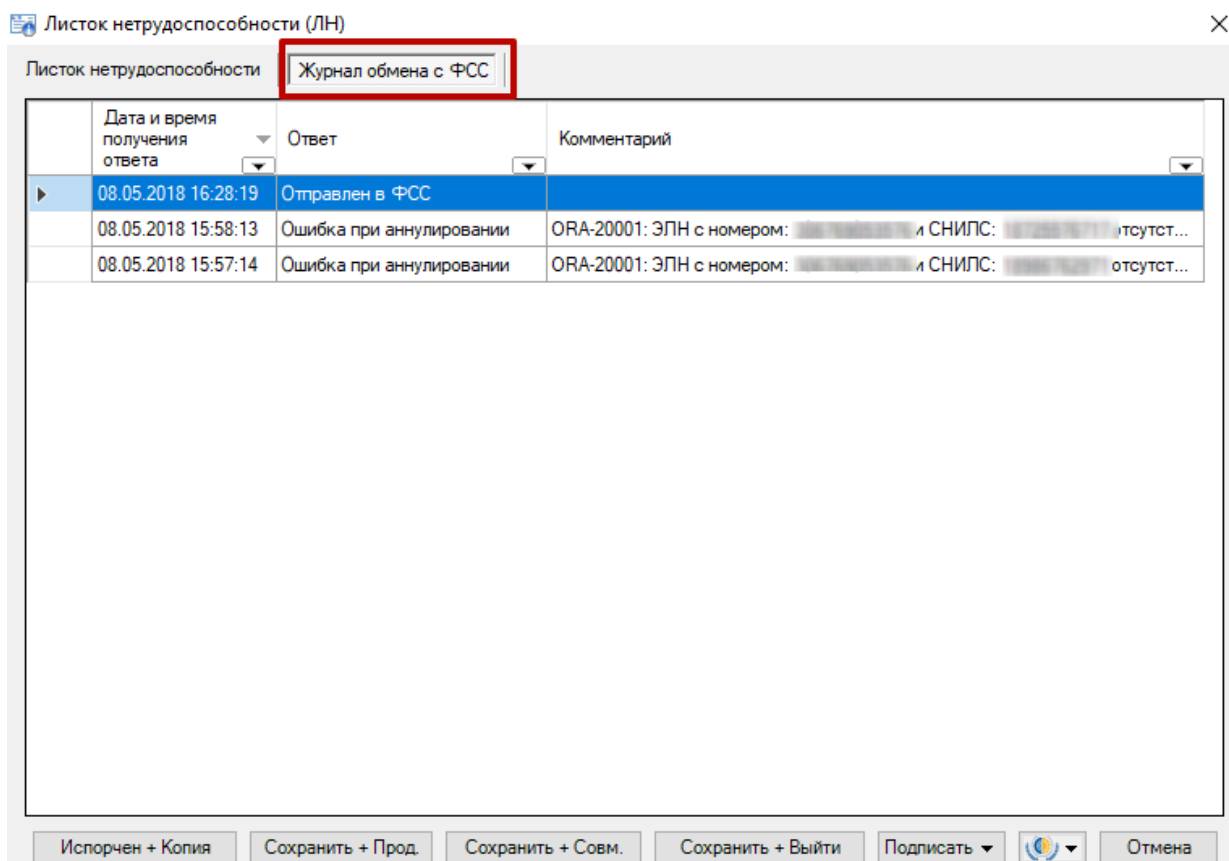 Листок нетрудоспособности (ЛН)
Листок нетрудоспособности Журнал обмена с ФСС
Дата и время
получения
ответа
Ответ
Комментарий
08.05.2018 16:28:19 Отправлен в ФСС
08.05.2018 15:58:13 Ошибка при аннулировании ORA-20001: ЭЛН с номером: и СНИЛС: отсутст...
08.05.2018 15:57:14 Ошибка при аннулировании ORA-20001: ЭЛН с номером: и СНИЛС: отсутст...
Испорчен + Копия Сохранить + Прод. Сохранить + Совм. Сохранить + Выйти Подписать Отмена